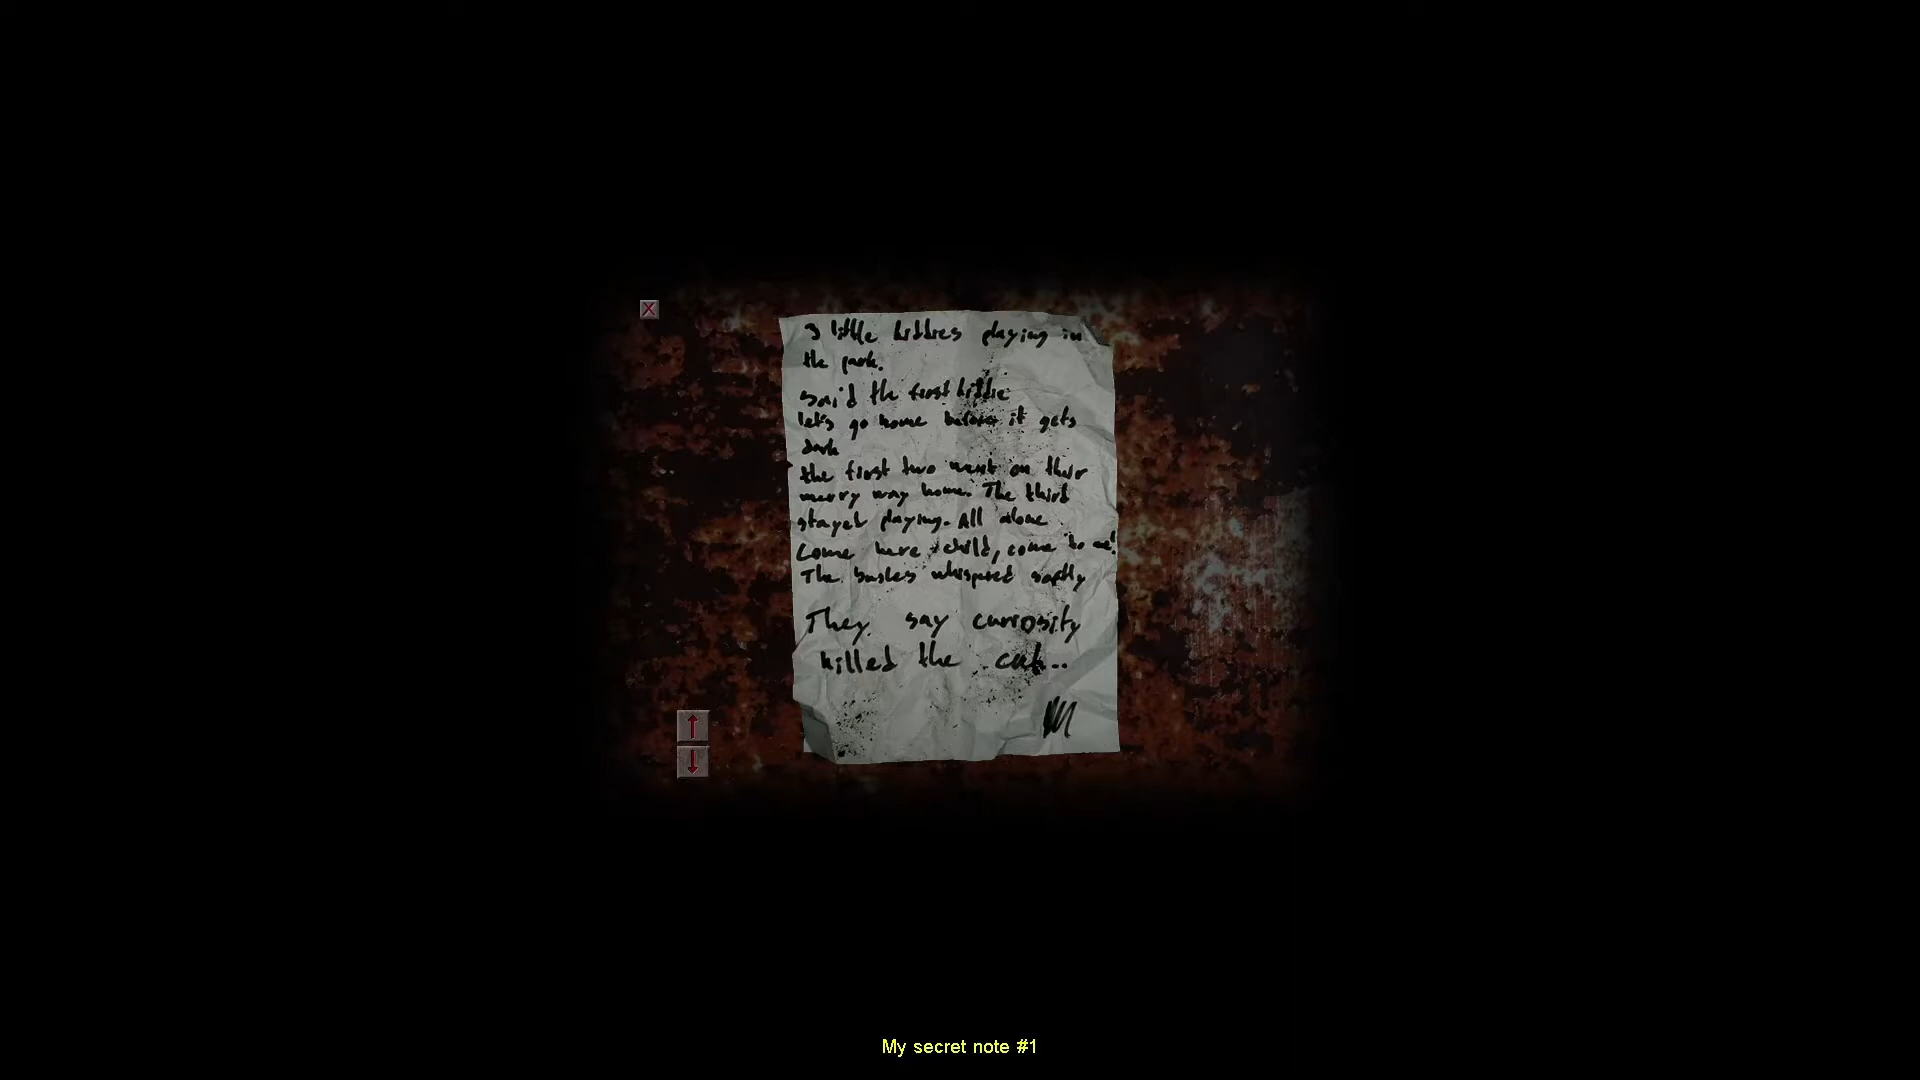 3 little kiddies playing in
the park.
Said the first kiddie
let's go home before it gets
dark
the first two went on their
merry way home. The third
stayed playing. All alone
Come here child, come to me!
The bushes whispered softly
They say curiosity
killed the cat..
My secret note #1